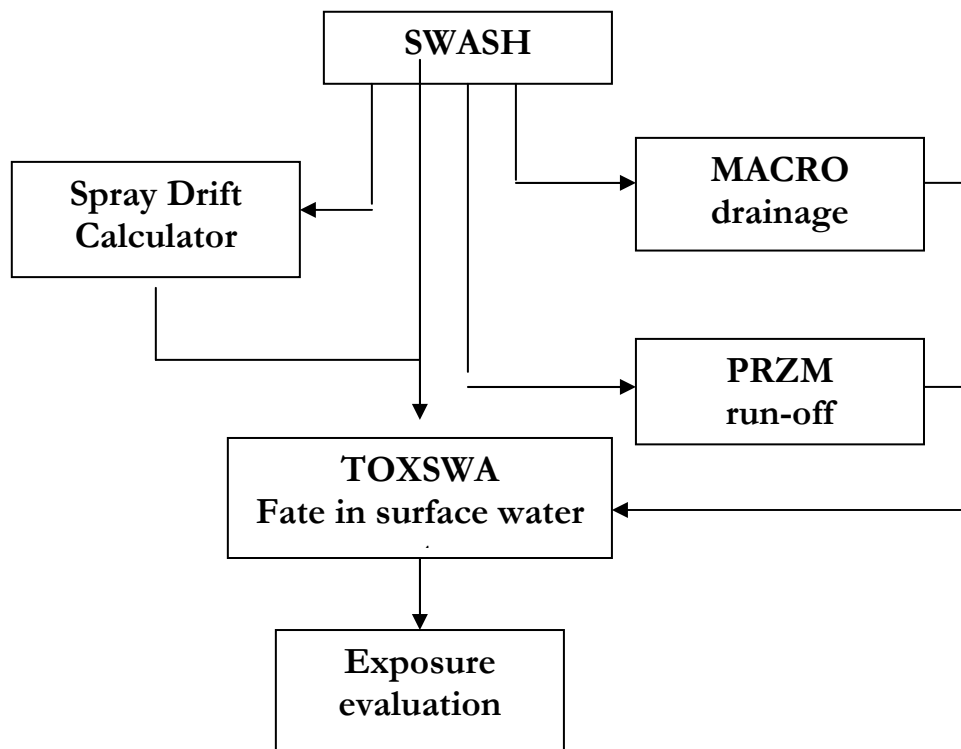 SWASH
Spray Drift
Calculator
MACRO
drainage
PRZM
run-off
TOXSWA
Fate in surface water
Exposure
evaluation